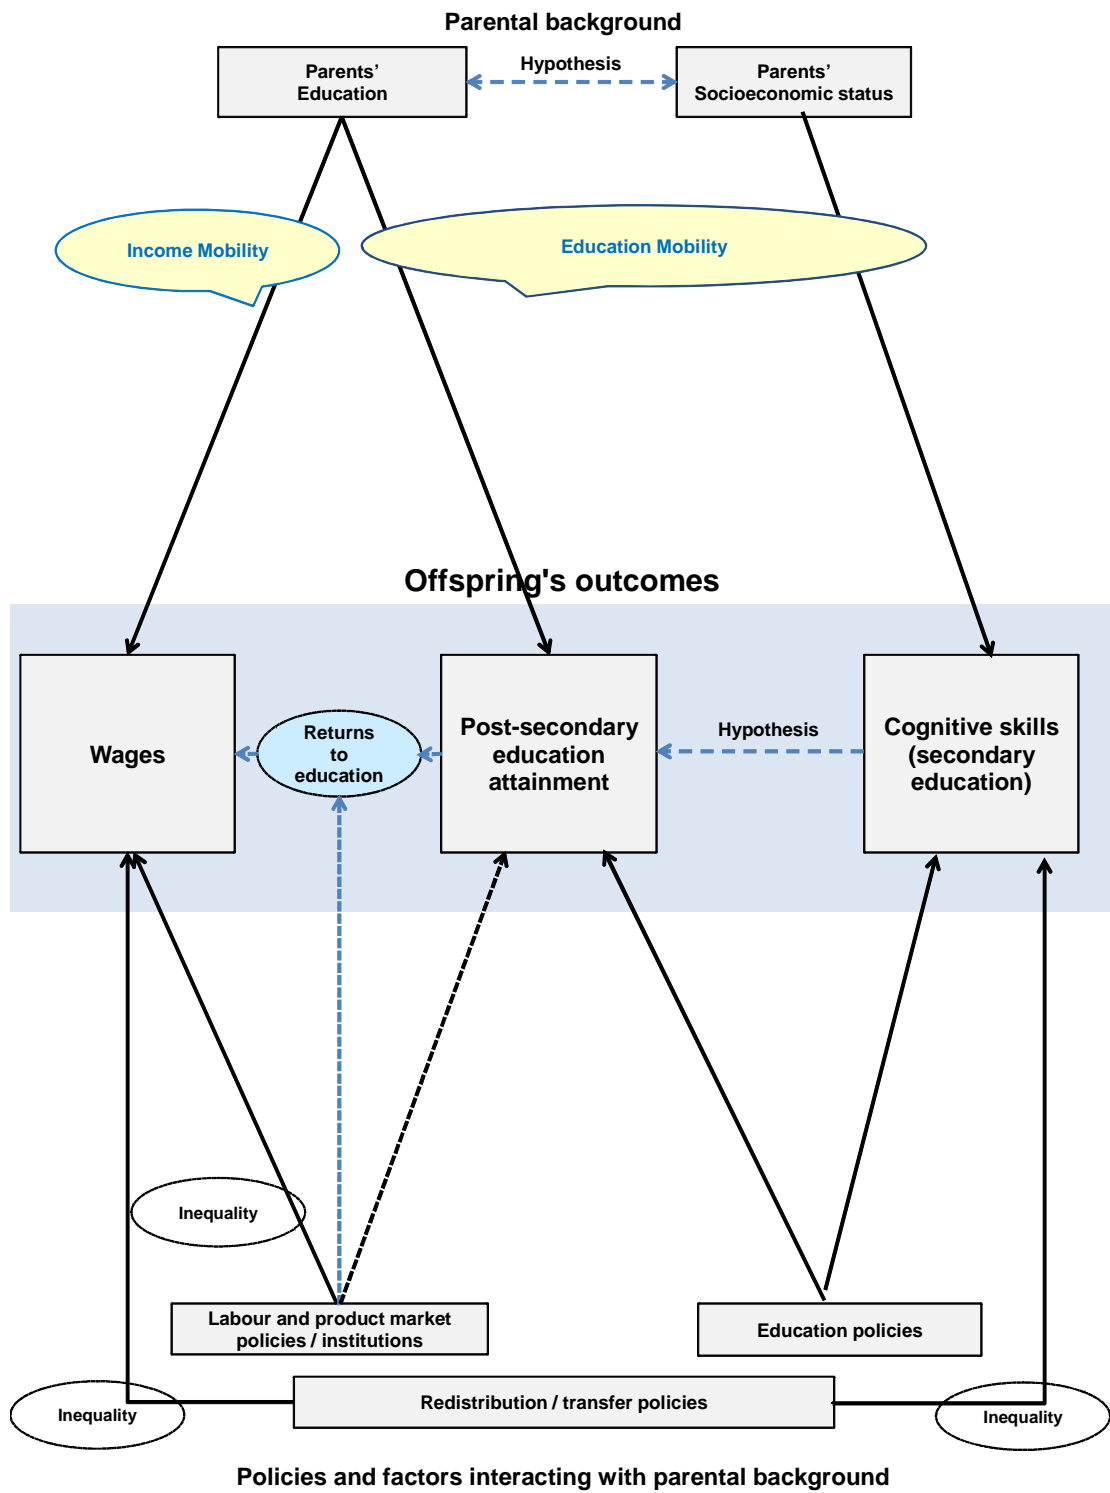 Parental background
Parents’
Education
Hypothesis
Parents’
Socioeconomic status
Income Mobility
Education Mobility
Offspring's outcomes
Wages
Returns
to
education
Post-secondary
education
attainment
Hypothesis
Cognitive skills
(secondary
education)
Inequality
Labour and product market
policies / institutions
Education policies
Inequality
Redistribution / transfer policies
Inequality
Policies and factors interacting with parental background